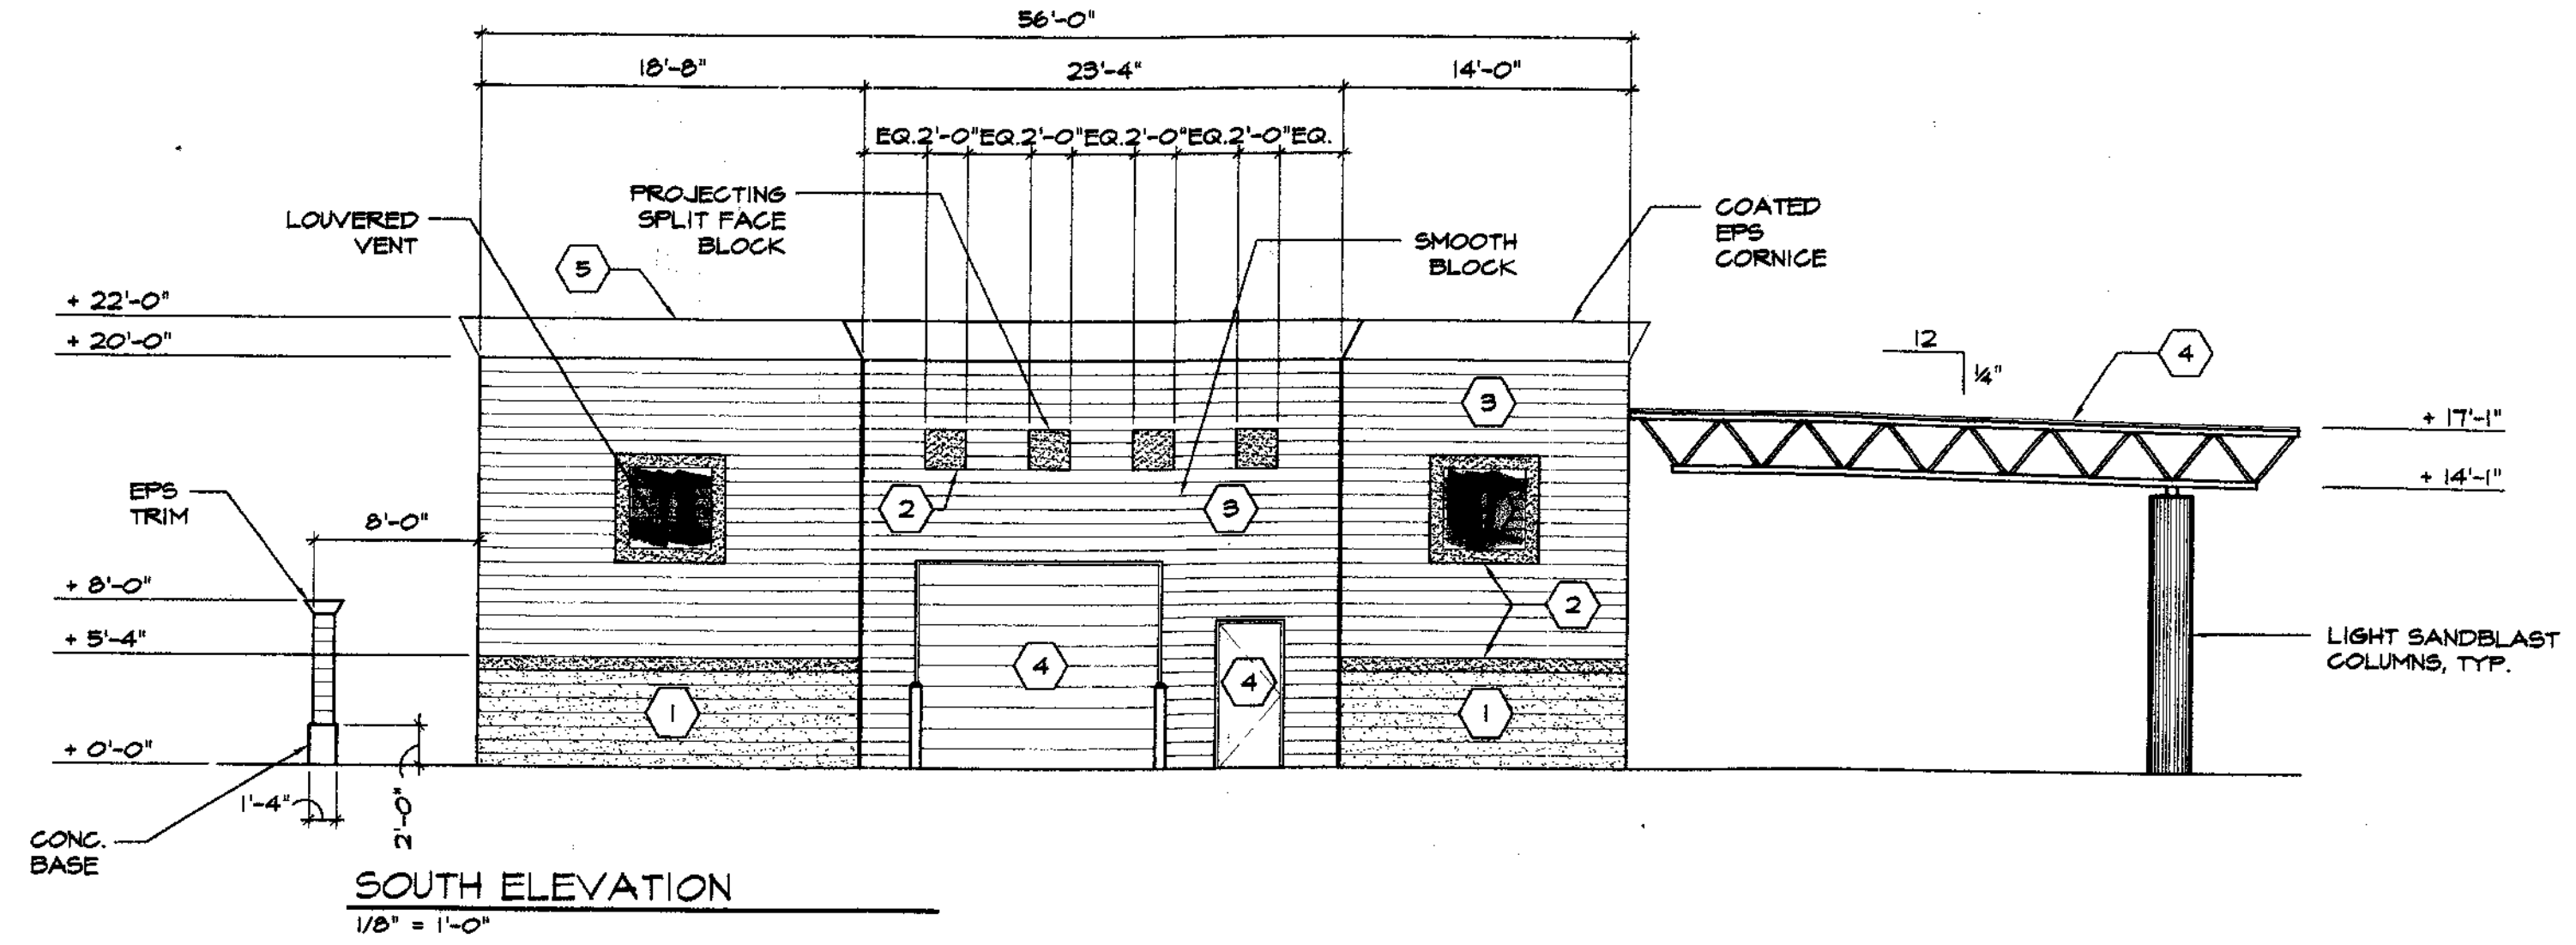 56'-0"
18'-8"
23'-4"
14'-0"
EQ. 2'-0" EQ. 2'-0" EQ. 2'-0" EQ. 2'-0" EQ.
PROJECTING
SPLIT FACE
BLOCK
LOUVERED
VENT
SMOOTH
BLOCK
COATED
EPS
CORNICE
5
+ 22'-0"
+ 20'-0"
12
1/4"
4
3
+ 17'-1"
+ 14'-1"
EPS
TRIM
8'-0"
2
3
+ 8'-0"
2
+ 5'-4"
LIGHT SANDBLAST
COLUMNS, TYP.
4
4
1
1
+ 0'-0"
1'-4"
2'-0"
CONC.
BASE
SOUTH ELEVATION
1/8" = 1'-0"